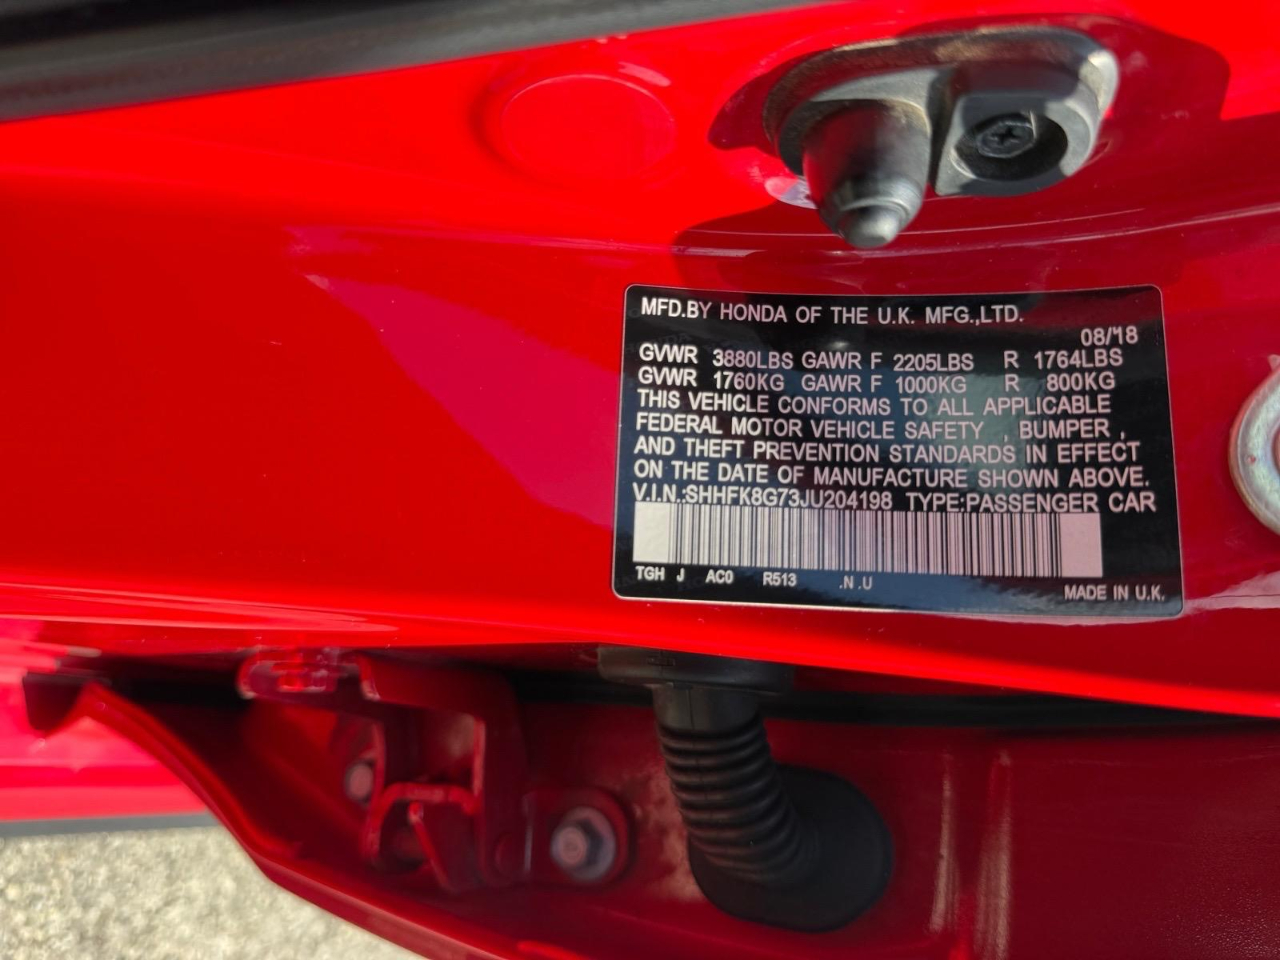 MFD.BY HONDA OF THE U.K. MFG.,LTD.
08/'18
GVWR 3880LBS GAWR F 2205LBS R 1764LBS
GVWR 1760KG GAWR F 1000KG R 800KG
THIS VEHICLE CONFORMS TO ALL APPLICABLE
FEDERAL MOTOR VEHICLE SAFETY , BUMPER ,
AND THEFT PREVENTION STANDARDS IN EFFECT
ON THE DATE OF MANUFACTURE SHOWN ABOVE.
V.I.N.:SHHFK8G73JU204198 TYPE:PASSENGER CAR
TGH J AC0 R513 .N .U
MADE IN U.K.